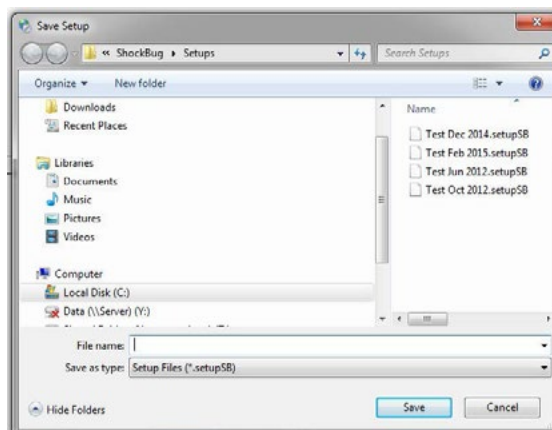 Save Setup
« ShockBug ▸ Setups
Search Setups
Organize ▾ New folder
Downloads
Recent Places
Libraries
Documents
Music
Pictures
Videos
Computer
Local Disk (C:)
Data (\\Server) (Y:)
Name
Test Dec 2014.setupSB
Test Feb 2015.setupSB
Test Jun 2012.setupSB
Test Oct 2012.setupSB
File name:
Save as type: Setup Files (*.setupSB)
Hide Folders
Save Cancel